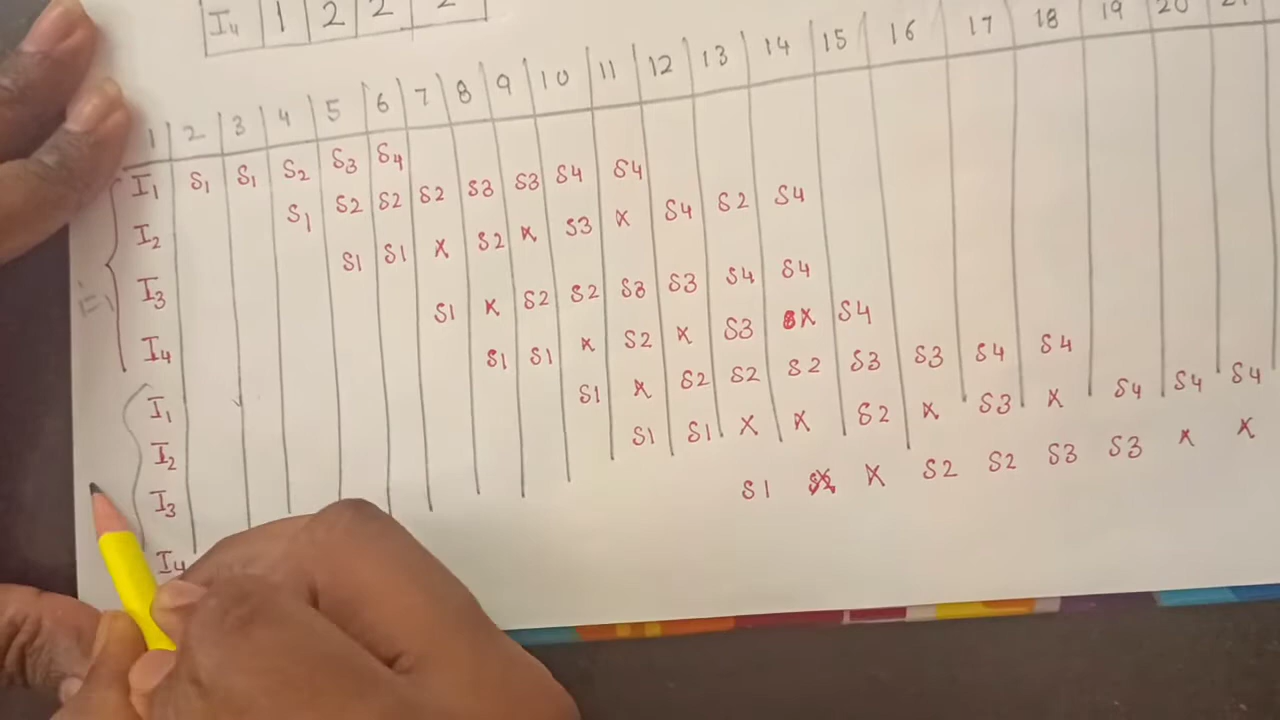 I4 1 2 2 2
1 2 3 4 5 6 7 8 9 10 11 12 13 14 15 16 17 18 19 20 21
I1 S1 S1 S2 S3 S4
I2 S1 S2 S2 S2 S3 S3 S4 S4
I3 S1 S1 X S2 X S3 X S4 S2 S4
I4 S1 X S2 S2 S3 S3 S4 S4
I1 S1 S1 X S2 X S3 X S4
I2 S1 X S2 S2 S2 S3 S3 S4 S4
I3 S1 S1 X X S2 X S3 X S4 S4 S4
I4 S1 X X S2 S2 S3 S3 X X
i=1